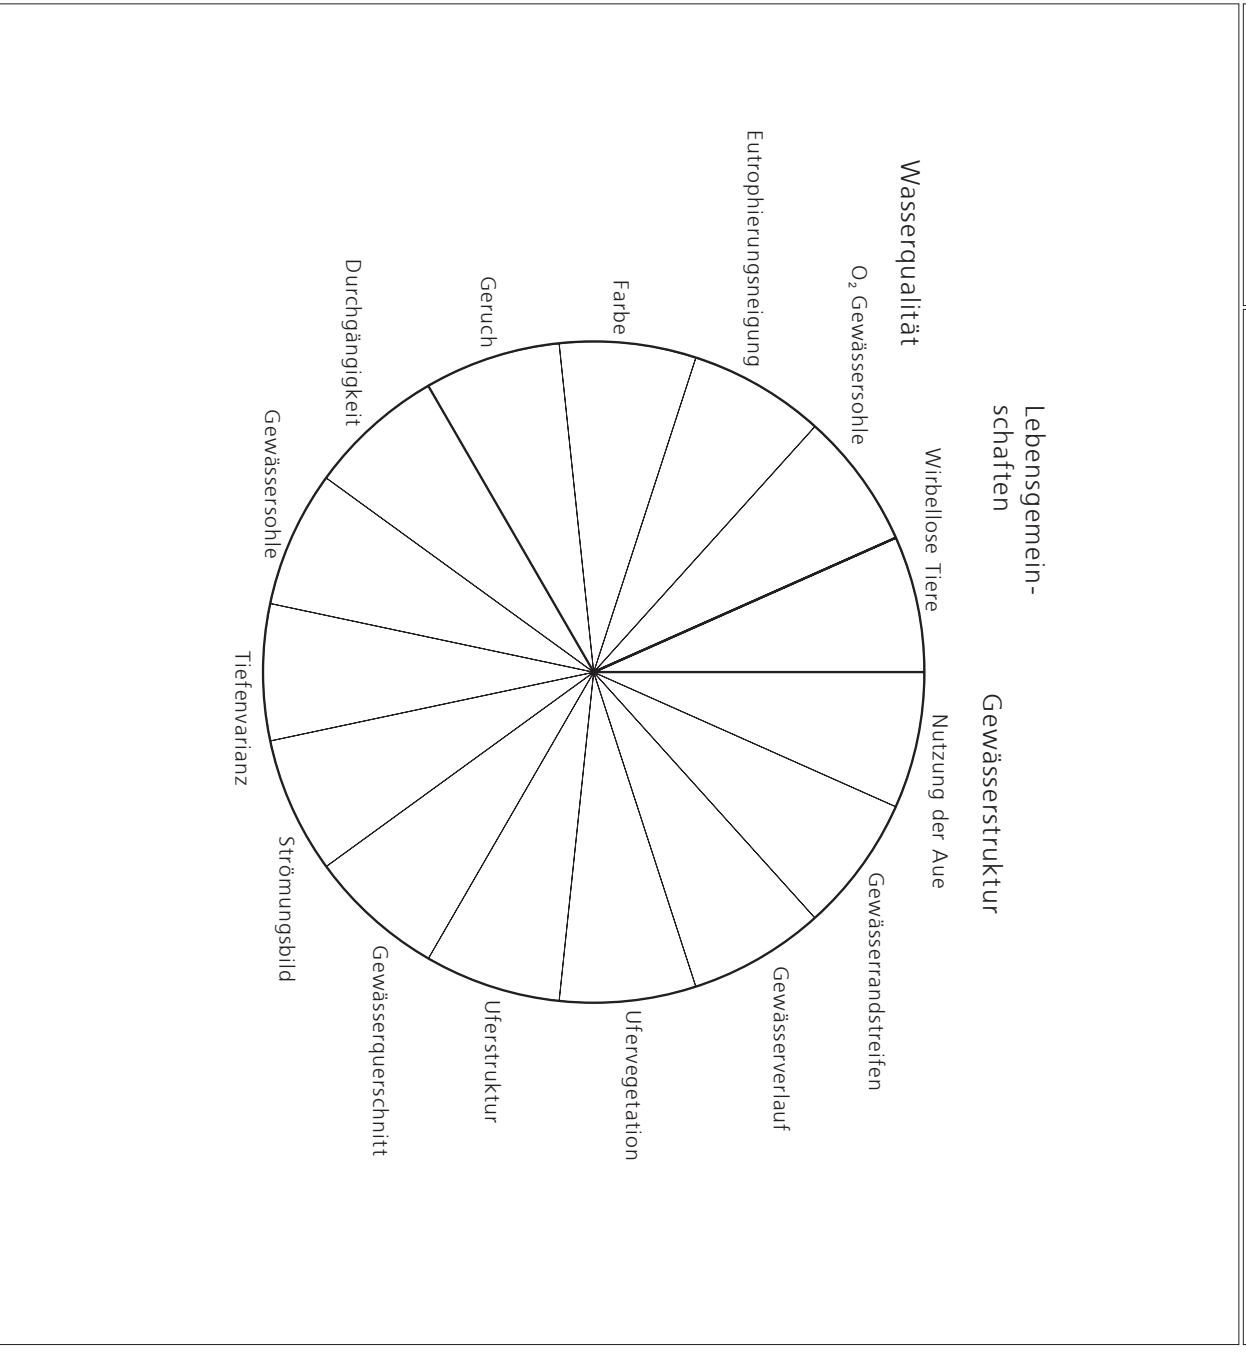 Lebensgemein-
schaften
Wasserqualität
Gewässerstruktur
Wirbellose Tiere
Nutzung der Aue
Gewässerrandstreifen
Gewässerverlauf
Ufervegetation
Uferstruktur
Gewässerquerschnitt
Strömungsbild
Tiefenvarianz
Gewässersohle
Durchgängigkeit
Geruch
Farbe
Eutrophierungsneigung
O₂ Gewässersohle